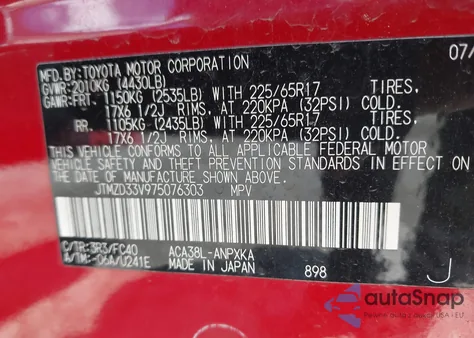 MFD. BY: TOYOTA MOTOR CORPORATION 07/
GVWR: 2010KG (4430LB)
GAWR: FRT. 1150KG (2535LB) WITH 225/65R17 TIRES.
17X6 1/2J RIMS. AT 220KPA (32PSI) COLD.
RR. 1105KG (2435LB) WITH 225/65R17 TIRES.
17X6 1/2J RIMS. AT 220KPA (32PSI) COLD.
THIS VEHICLE CONFORMS TO ALL APPLICABLE FEDERAL MOTOR
VEHICLE SAFETY AND THEFT PREVENTION STANDARDS IN EFFECT ON
THE DATE OF MANUFACTURE SHOWN ABOVE.
JTMZD33V975076303 MPV
C/TR: 3R3/FC40 ACA38L-ANPXKA
A/TM: -06A/U241E MADE IN JAPAN 898 J
autoSnap